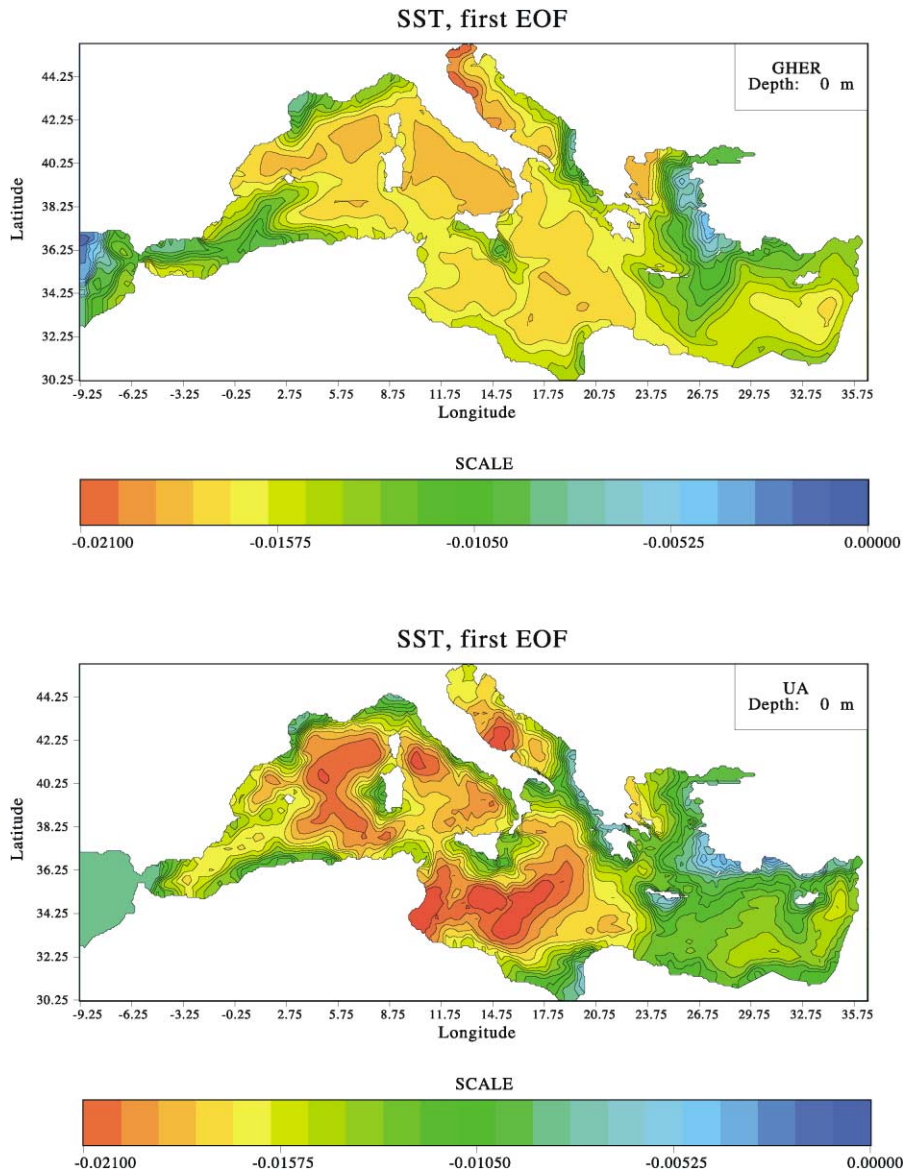 SST, first EOF
GHER
Depth: 0 m
44.25
42.25
40.25
38.25
36.25
34.25
32.25
30.25
Latitude
-9.25 -6.25 -3.25 -0.25 2.75 5.75 8.75 11.75 14.75 17.75 20.75 23.75 26.75 29.75 32.75 35.75
Longitude
SCALE
-0.02100 -0.01575 -0.01050 -0.00525 0.00000
SST, first EOF
UA
Depth: 0 m
44.25
42.25
40.25
38.25
36.25
34.25
32.25
30.25
Latitude
-9.25 -6.25 -3.25 -0.25 2.75 5.75 8.75 11.75 14.75 17.75 20.75 23.75 26.75 29.75 32.75 35.75
Longitude
SCALE
-0.02100 -0.01575 -0.01050 -0.00525 0.00000